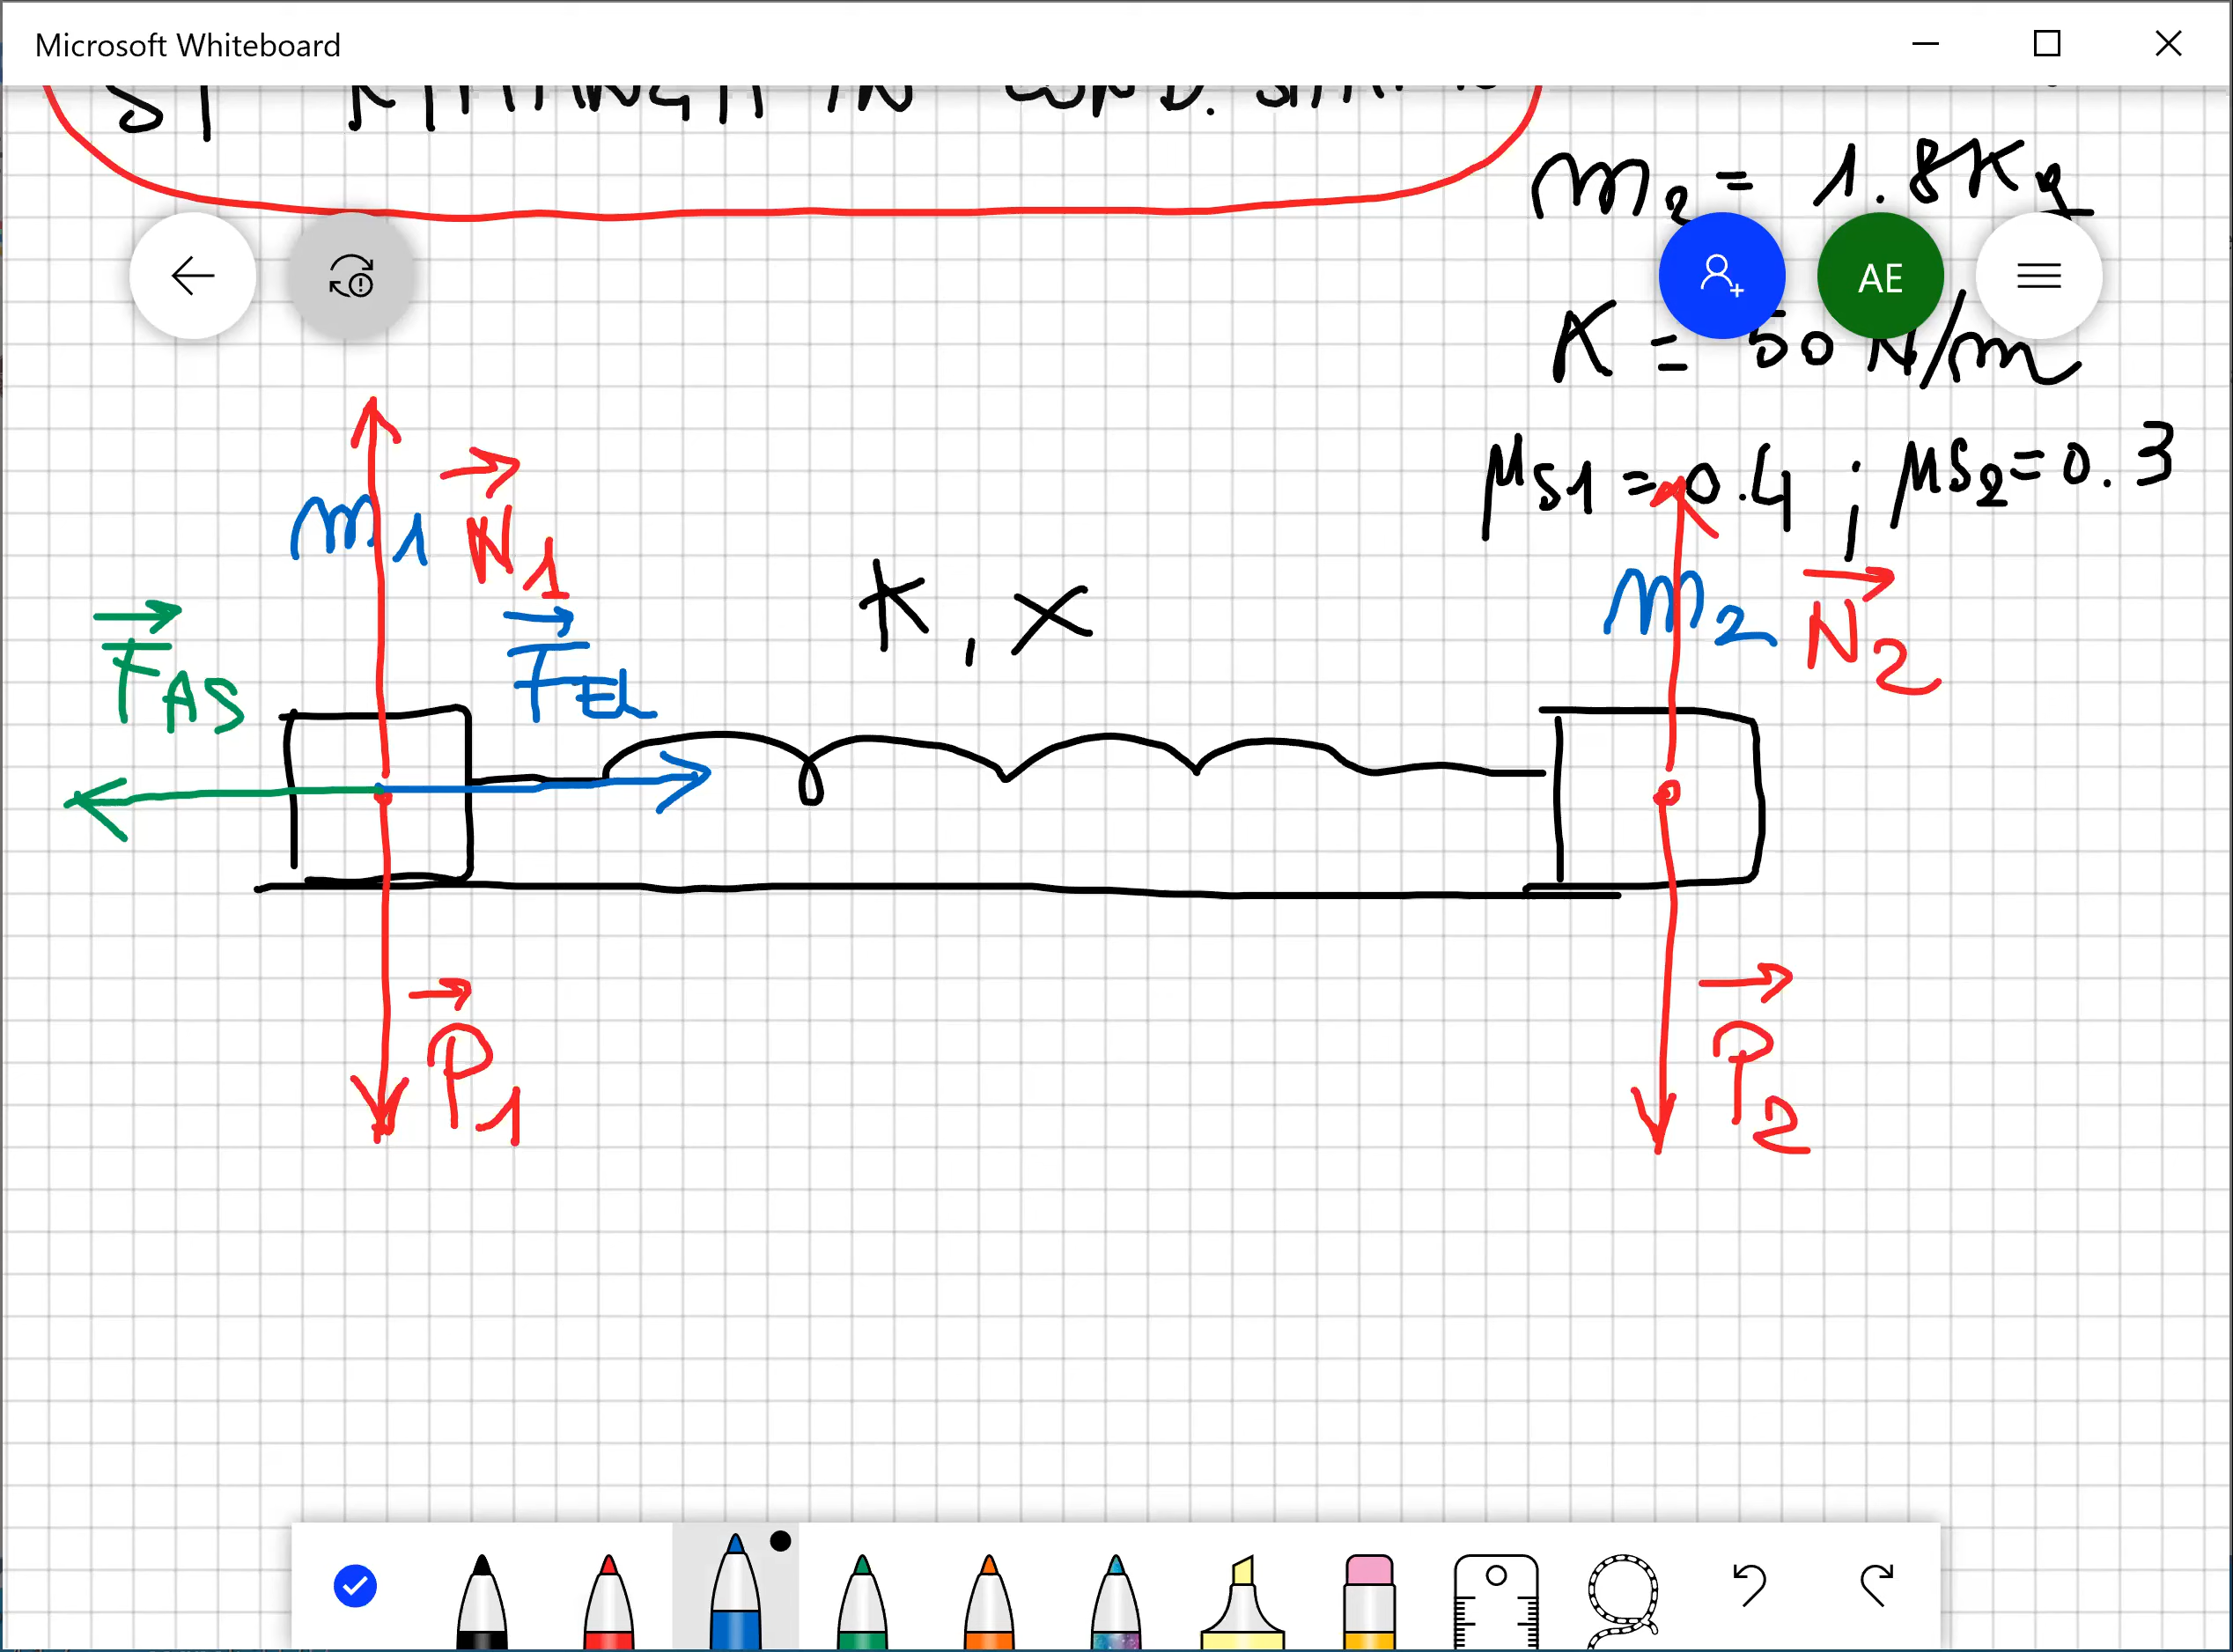 Microsoft Whiteboard
m2 = 1.8Kg
AE
K = 50 N/m
μS1 = 0.4 ; μS2 = 0.3
m1 N1
K, x
m2 N2
FAS
FEL
P1
P2